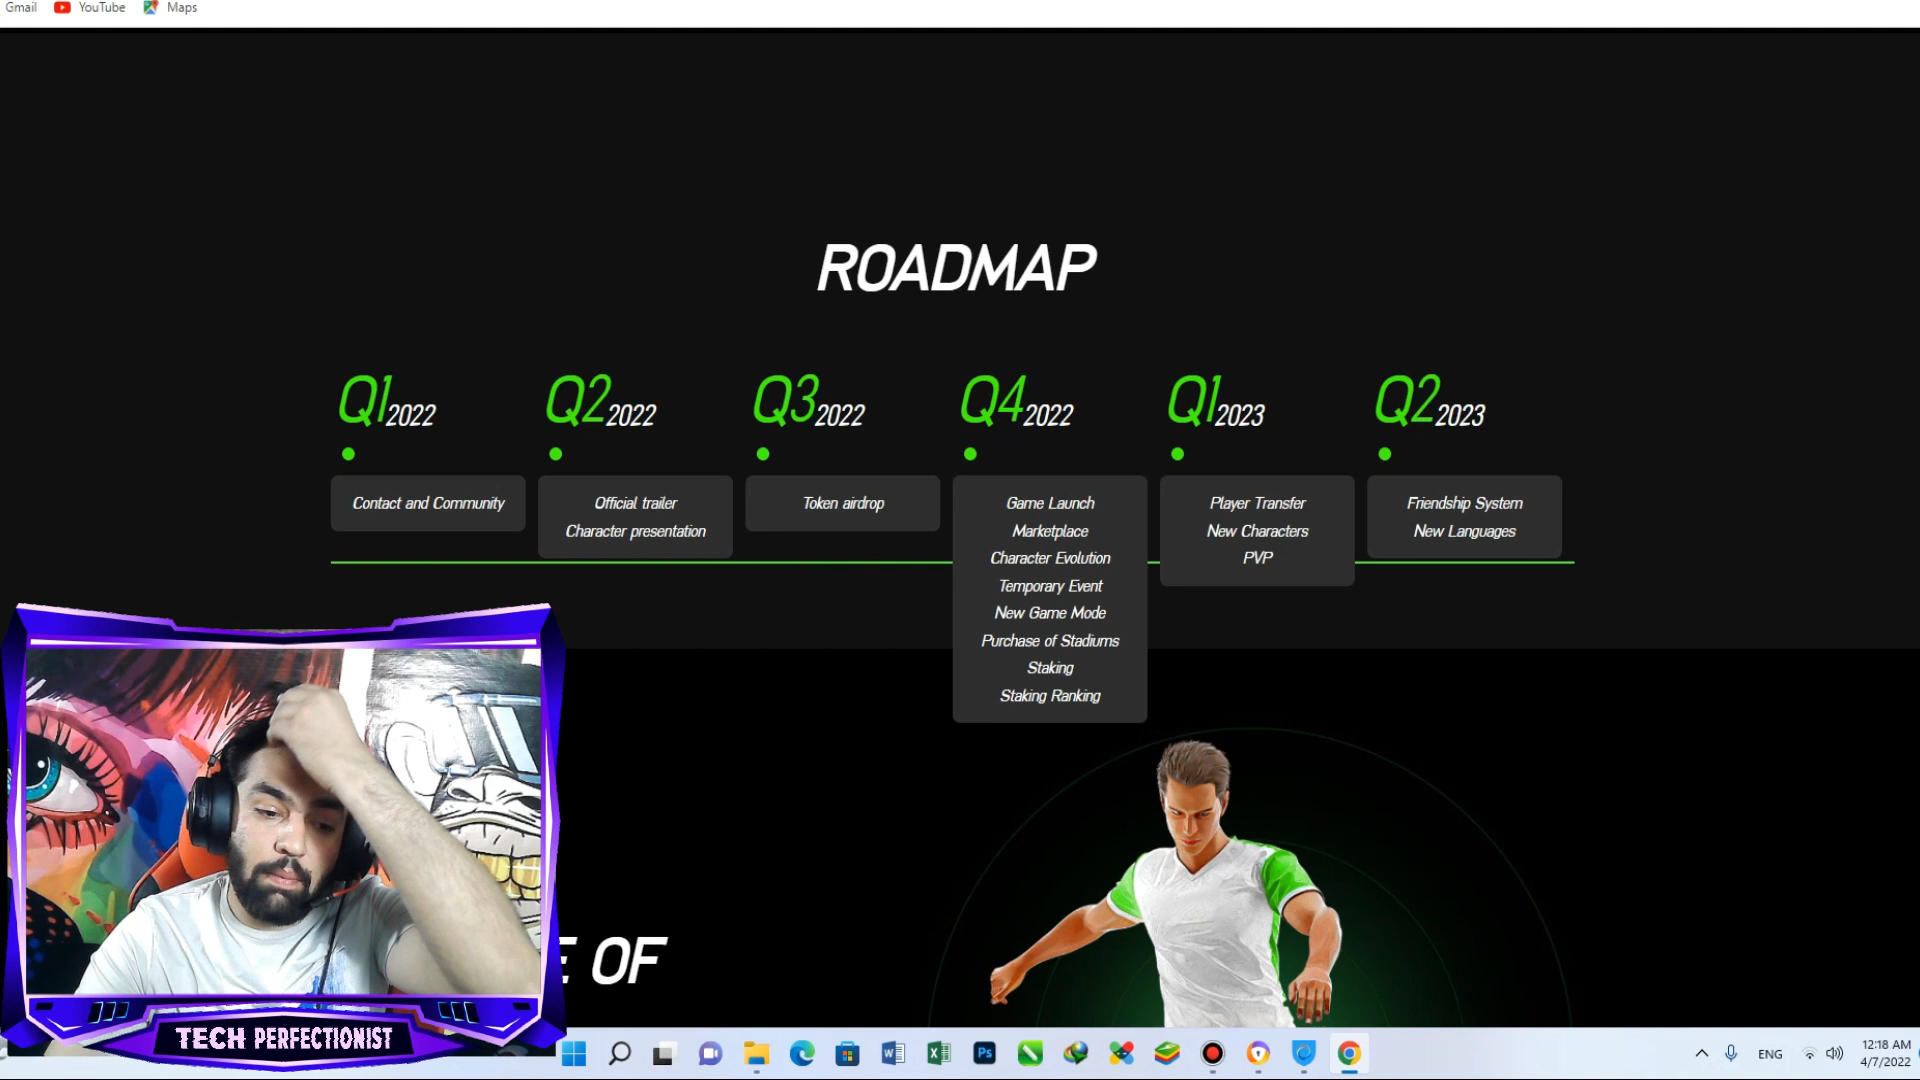 Gmail YouTube Maps
ROADMAP
Q1 2022
Contact and Community
Q2 2022
Official trailer
Character presentation
Q3 2022
Token airdrop
Q4 2022
Game Launch
Marketplace
Character Evolution
Temporary Event
New Game Mode
Purchase of Stadiums
Staking
Staking Ranking
Q1 2023
Player Transfer
New Characters
PVP
Q2 2023
Friendship System
New Languages
OF
TECH PERFECTIONIST
Ps
ENG
12:18 AM
4/7/2022